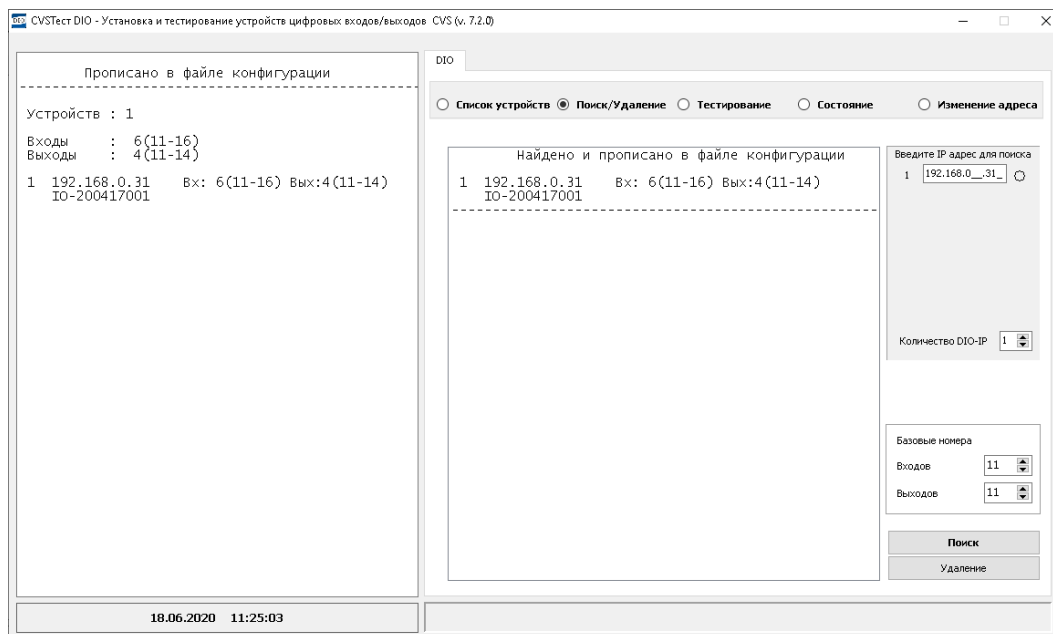 CVSТест DIO - Установка и тестирование устройств цифровых входов/выходов CVS (v. 7.2.0)
Прописано в файле конфигурации
Устройств : 1
Входы : 6(11-16)
Выходы : 4(11-14)
1 192.168.0.31 Вх: 6(11-16) Вых:4(11-14)
IO-200417001
18.06.2020 11:25:03
DIO
Список устройств Поиск/Удаление Тестирование Состояние Изменение адреса
Найдено и прописано в файле конфигурации
1 192.168.0.31 Вх: 6(11-16) Вых:4(11-14)
IO-200417001
Введите IP адрес для поиска
1 192.168.0__.31_
Количество DIO-IP 1
Базовые номера
Входов 11
Выходов 11
Поиск
Удаление